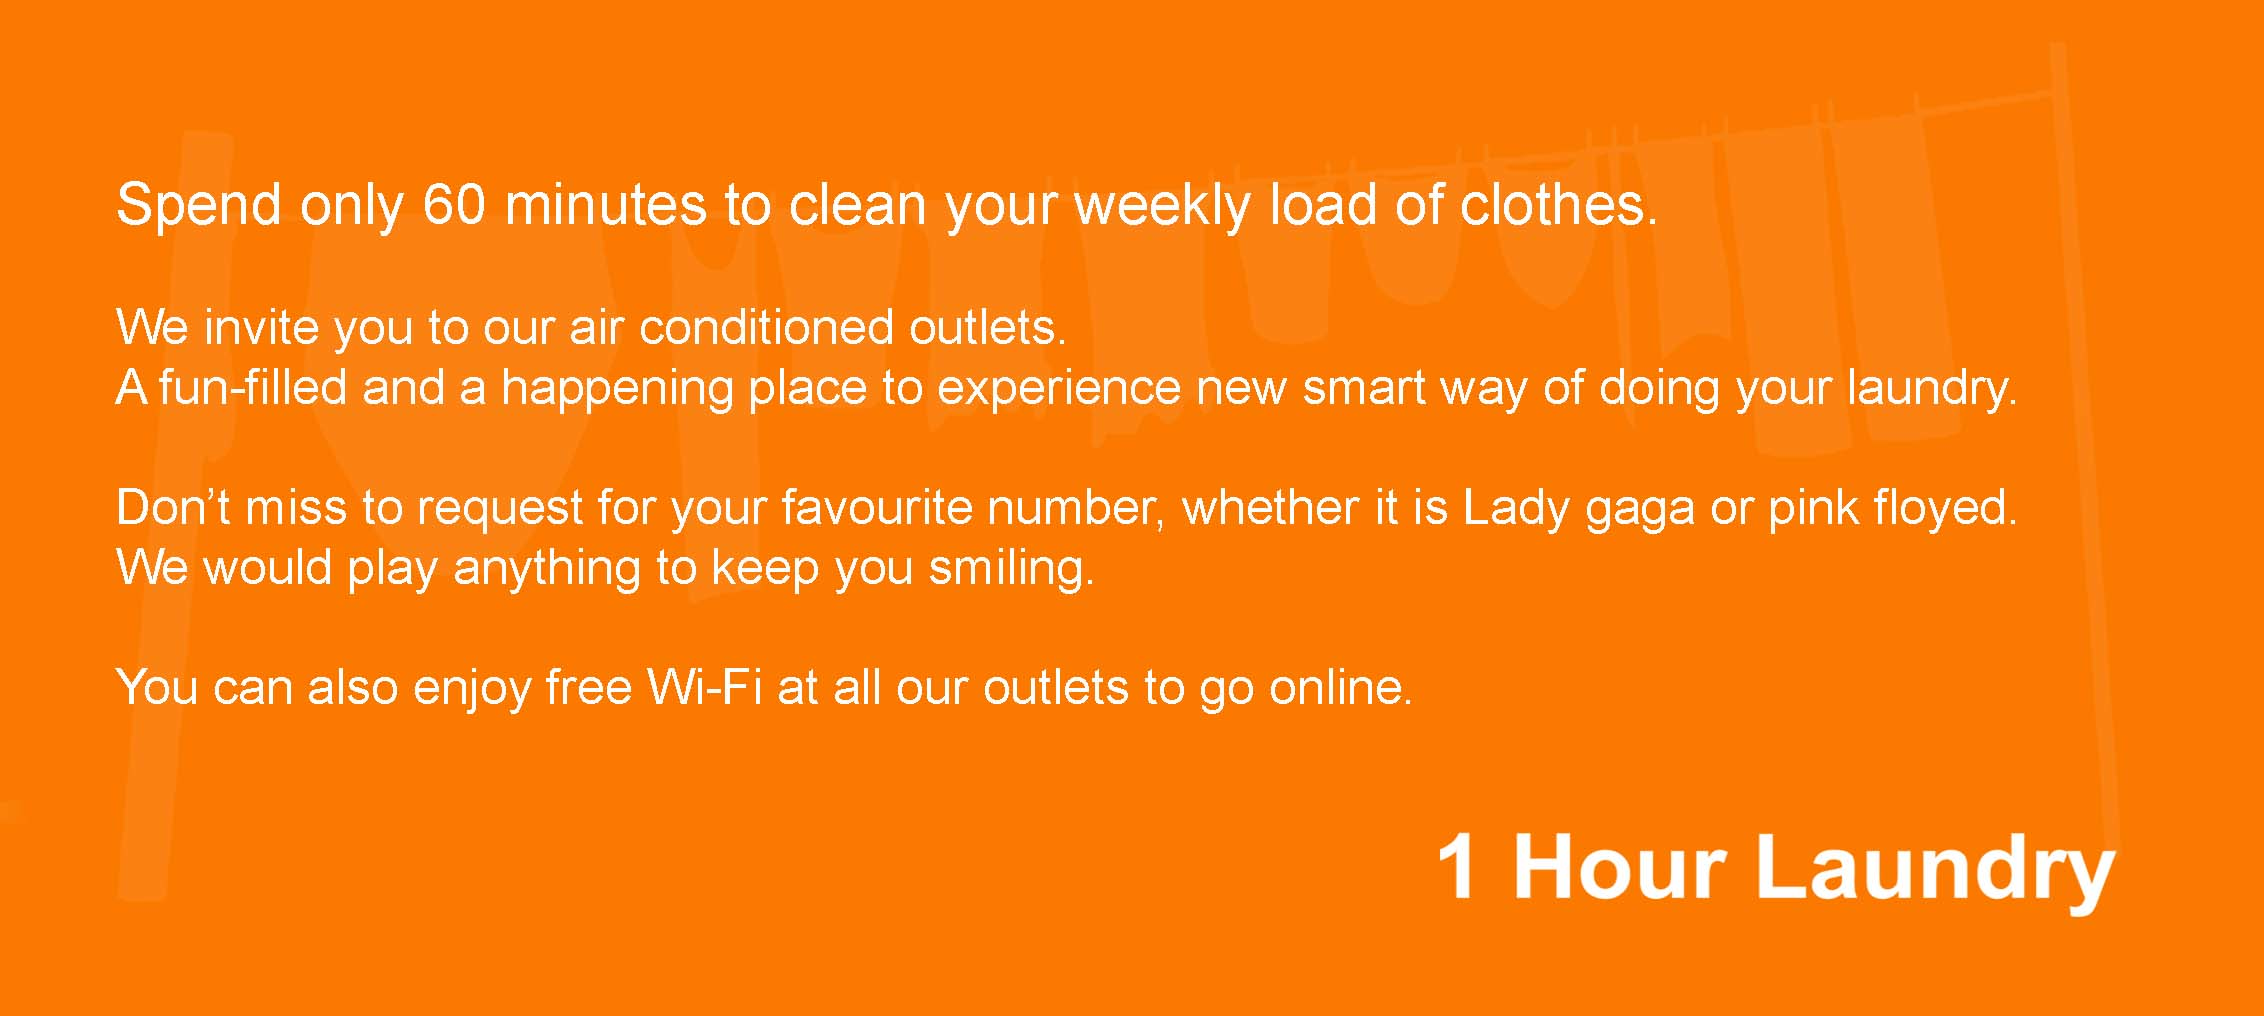 Spend only 60 minutes to clean your weekly load of clothes.
We invite you to our air conditioned outlets.
A fun-filled and a happening place to experience new smart way of doing your laundry.
Don’t miss to request for your favourite number, whether it is Lady gaga or pink floyed.
We would play anything to keep you smiling.
You can also enjoy free Wi-Fi at all our outlets to go online.
1 Hour Laundry